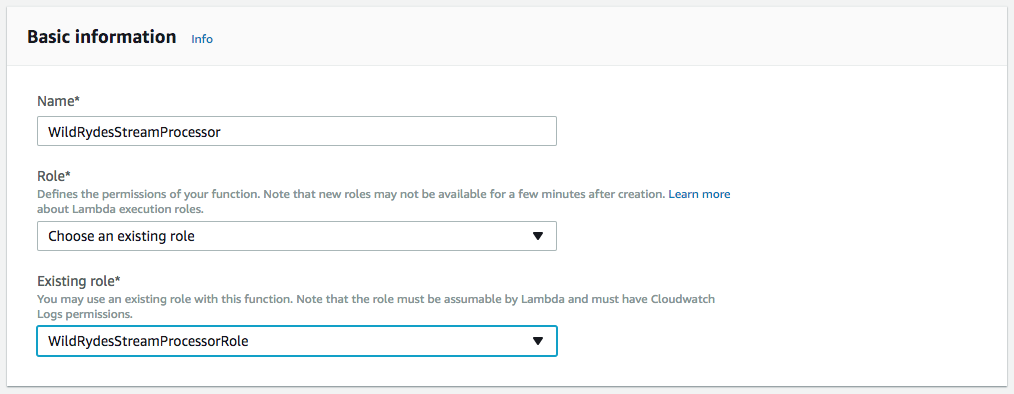 Basic information Info
Name*
WildRydesStreamProcessor
Role*
Defines the permissions of your function. Note that new roles may not be available for a few minutes after creation. Learn more
about Lambda execution roles.
Choose an existing role
Existing role*
You may use an existing role with this function. Note that the role must be assumable by Lambda and must have Cloudwatch
Logs permissions.
WildRydesStreamProcessorRole